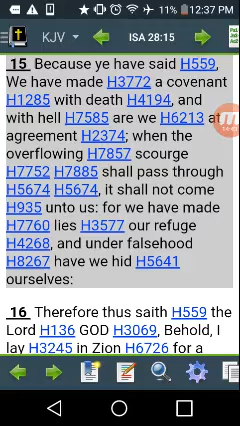 11% 12:37 PM
KJV ISA 28:15
15 Because ye have said H559,
We have made H3772 a covenant
H1285 with death H4194, and
with hell H7585 are we H6213 at
agreement H2374; when the
overflowing H7857 scourge
H7752 H7885 shall pass through
H5674 H5674, it shall not come
H935 unto us: for we have made
H7760 lies H3577 our refuge
H4268, and under falsehood
H8267 have we hid H5641
ourselves:
16 Therefore thus saith H559 the
Lord H136 GOD H3069, Behold, I
lay H3245 in Zion H6726 for a